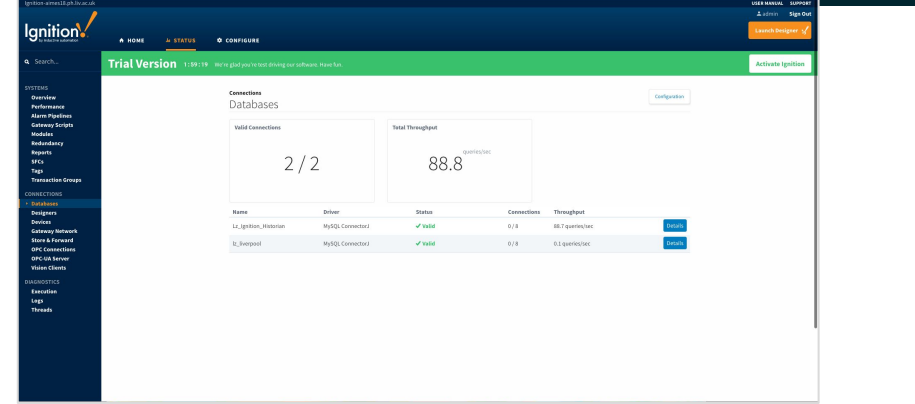 Ignition-aimes18.ph.liv.ac.uk
USER MANUAL SUPPORT
Ignition!
by inductive automation
HOME STATUS CONFIGURE
admin Sign Out
Launch Designer
Search...
Trial Version 1:59:19 We're glad you're test driving our software. Have fun.
Activate Ignition
SYSTEMS
Overview
Performance
Alarm Pipelines
Gateway Scripts
Modules
Redundancy
Reports
SFCs
Tags
Transaction Groups
CONNECTIONS
Databases
Designers
Devices
Gateway Network
Store & Forward
OPC Connections
OPC-UA Server
Vision Clients
DIAGNOSTICS
Execution
Logs
Threads
Connections
Databases
Configuration
Valid Connections
2 / 2
Total Throughput
88.8 queries/sec
Name Driver Status Connections Throughput
Lz_Ignition_Historian MySQL ConnectorJ Valid 0 / 8 88.7 queries/sec Details
lz_liverpool MySQL ConnectorJ Valid 0 / 8 0.1 queries/sec Details